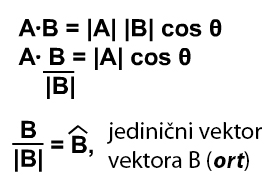 A·B = |A| |B| cos θ
A· B = |A| cos θ
|B|
B = B̂, jedinični vektor
|B| vektora B (ort)